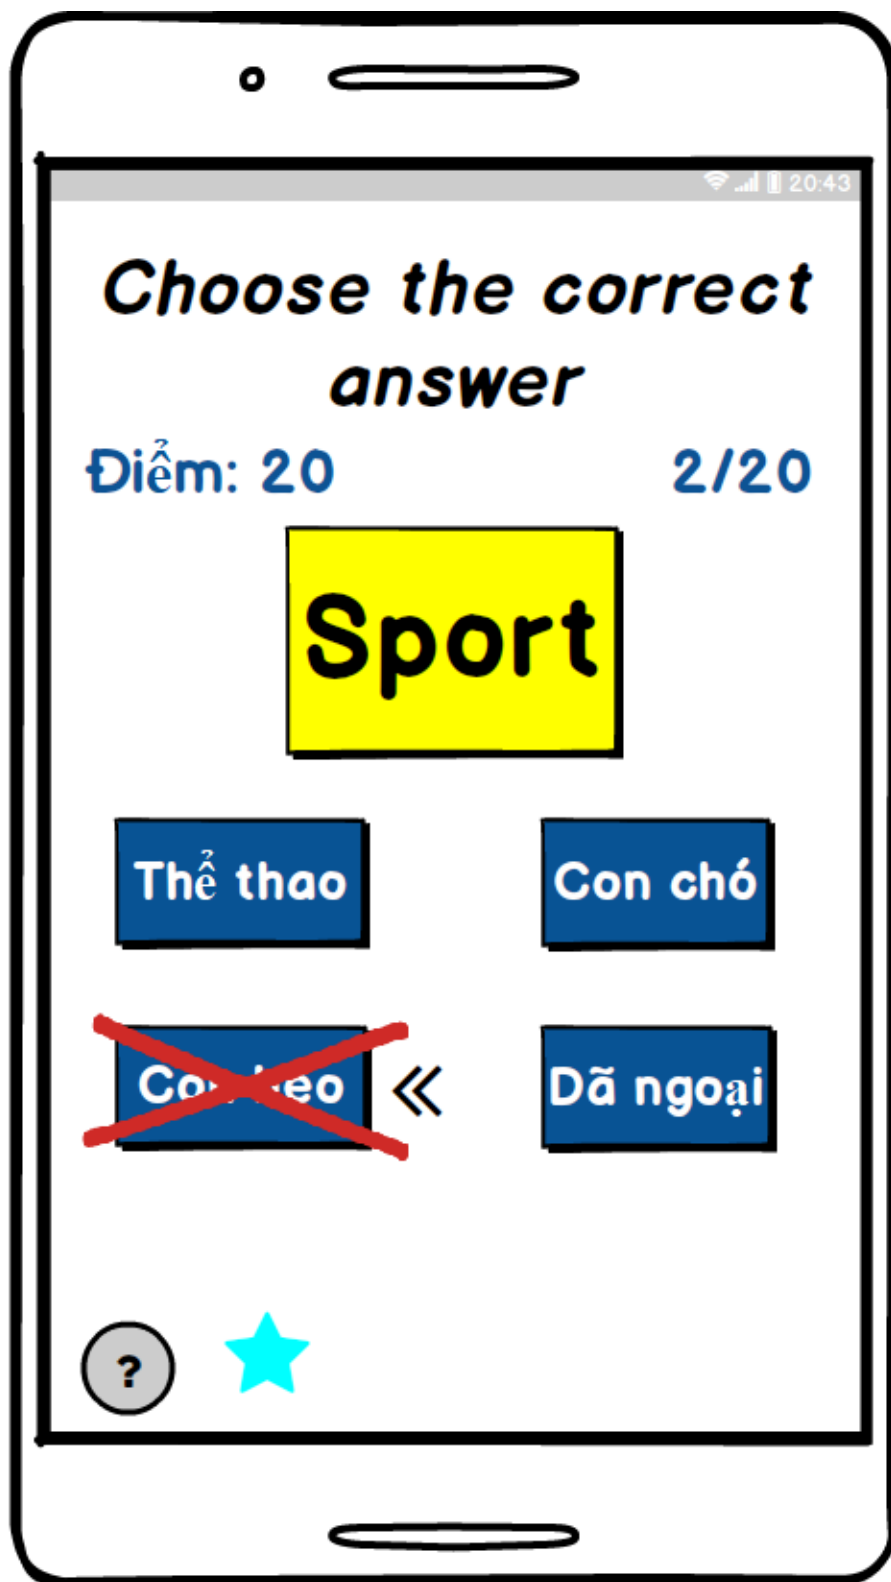 20:43
Choose the correct
answer
Điểm: 20 2/20
Sport
Thể thao Con chó
Dã ngoại
?